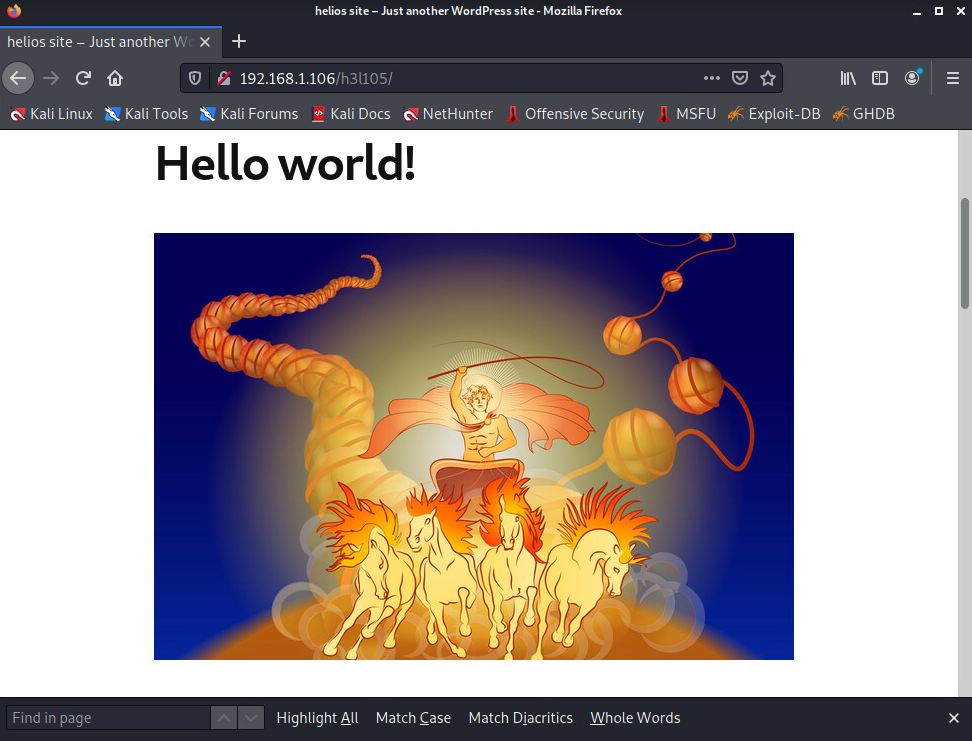 helios site – Just another WordPress site - Mozilla Firefox
helios site – Just another Wo
192.168.1.106/h3l105/
Kali Linux Kali Tools Kali Forums Kali Docs NetHunter Offensive Security MSFU Exploit-DB GHDB
Hello world!
Find in page Highlight All Match Case Match Diacritics Whole Words